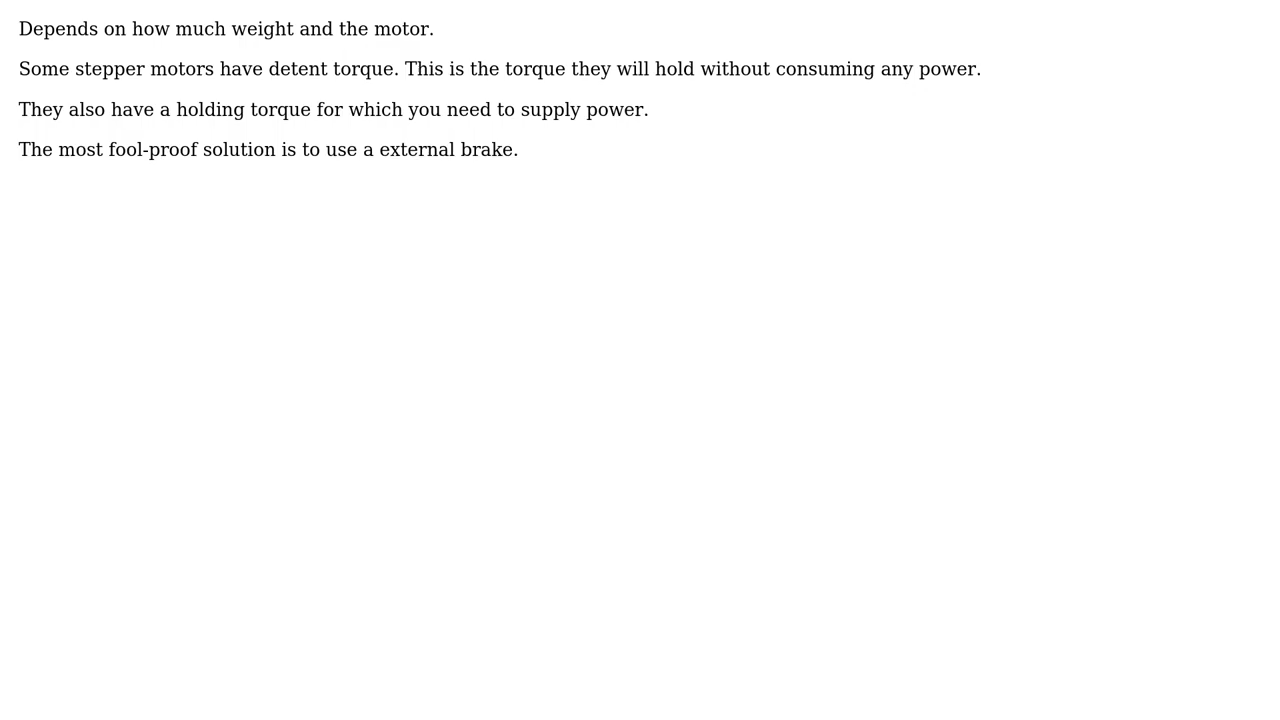 Depends on how much weight and the motor.
Some stepper motors have detent torque. This is the torque they will hold without consuming any power.
They also have a holding torque for which you need to supply power.
The most fool-proof solution is to use a external brake.